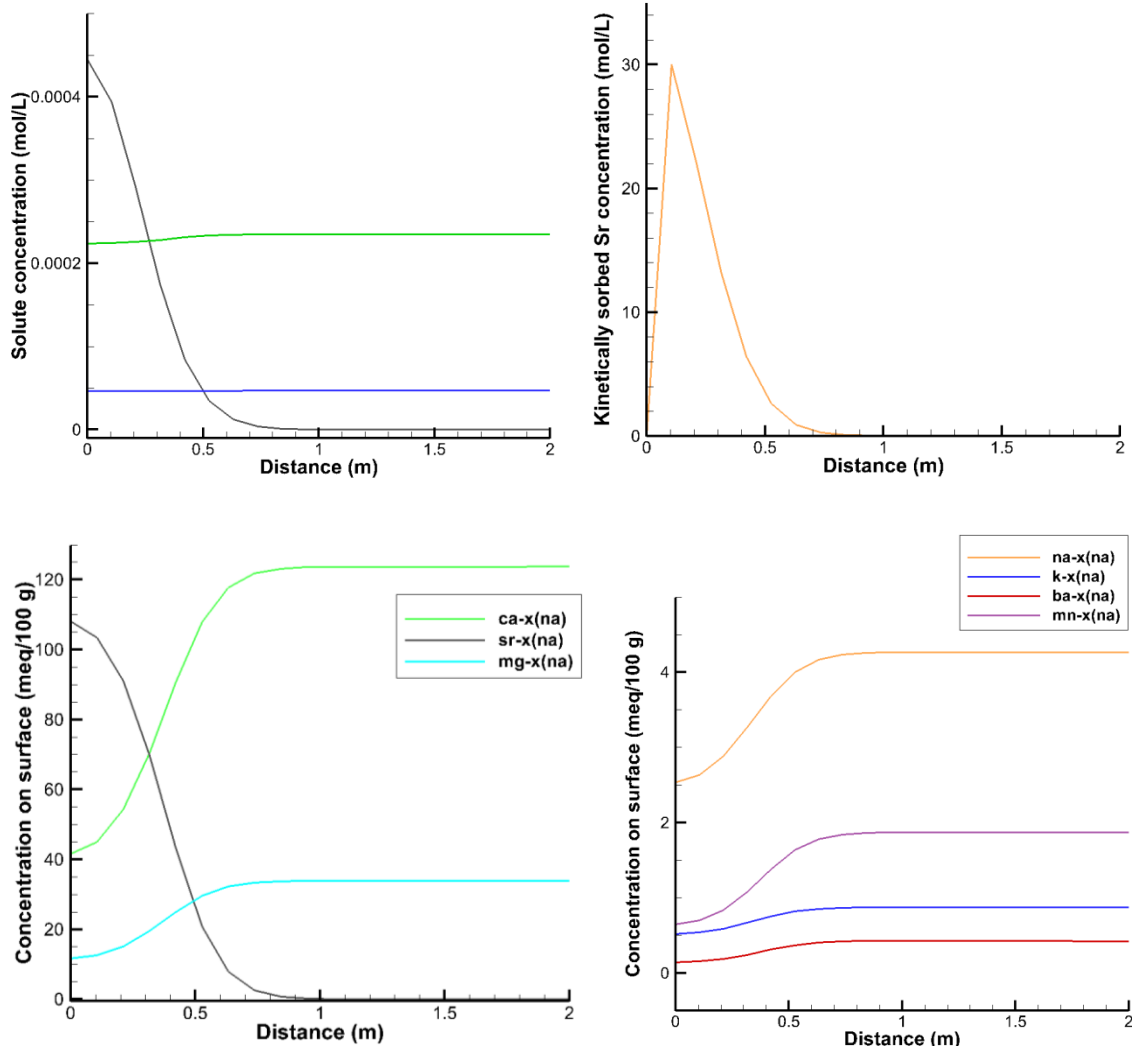 Solute concentration (mol/L)
0.0004
0.0002
0
0
0.5
1
1.5
2
Distance (m)
Kinetically sorbed Sr concentration (mol/L)
30
20
10
0
0
0.5
1
1.5
2
Distance (m)
Concentration on surface (meq/100 g)
120
100
80
60
40
20
0
0
0.5
1
1.5
2
Distance (m)
ca-x(na)
sr-x(na)
mg-x(na)
na-x(na)
k-x(na)
ba-x(na)
mn-x(na)
Concentration on surface (meq/100 g)
4
2
0
0
0.5
1
1.5
2
Distance (m)